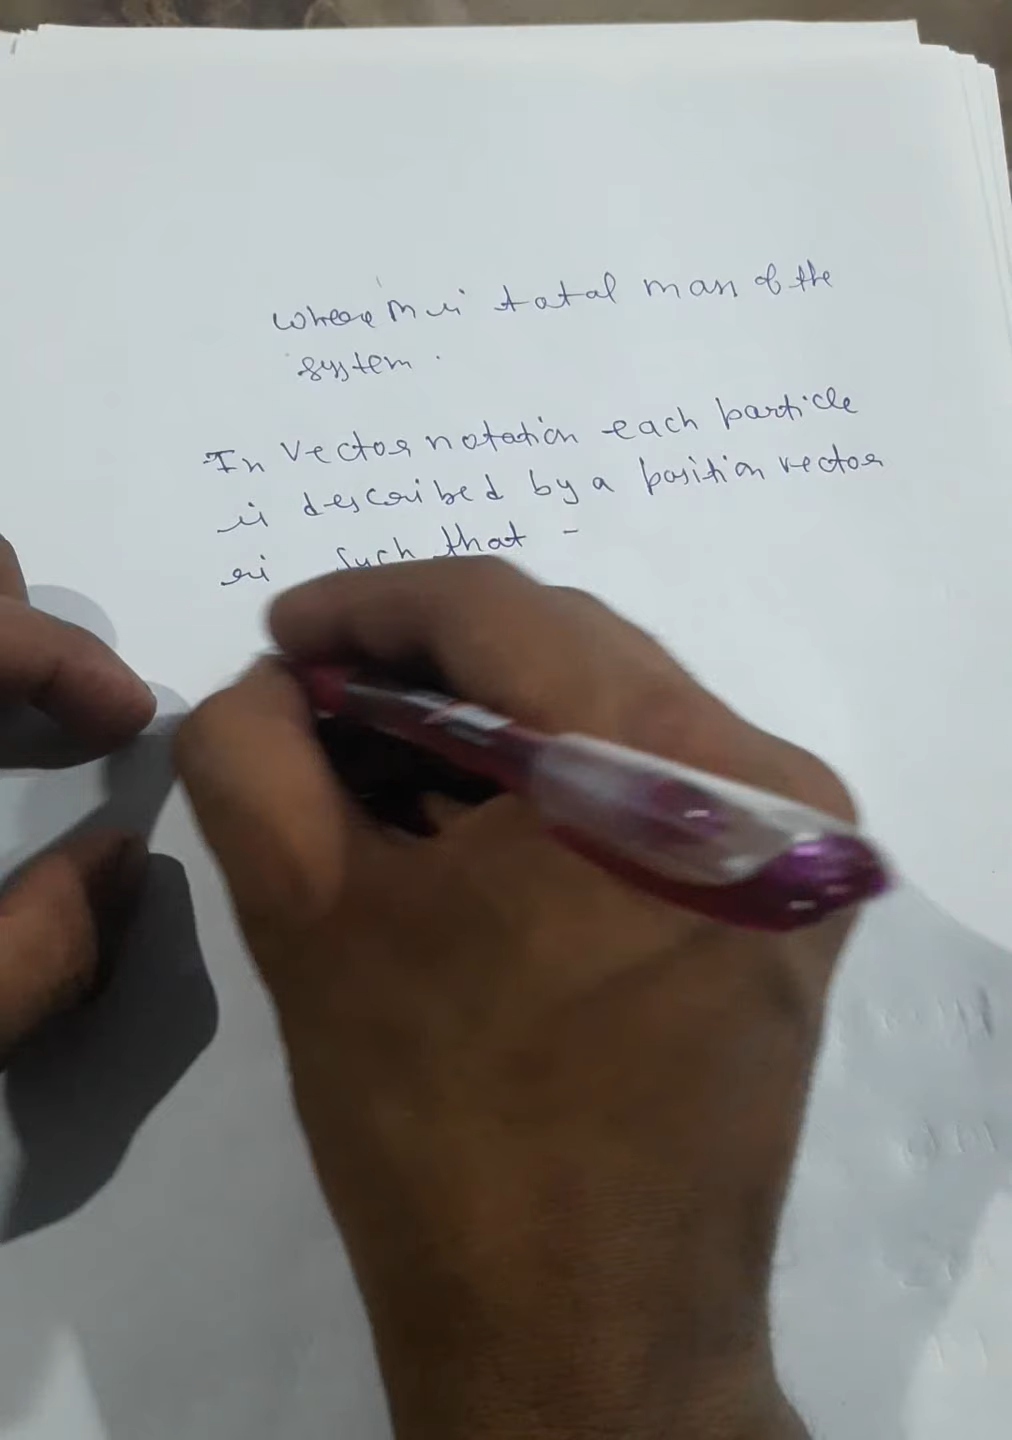 where M is total mass of the
system.
In vector notation each particle
is described by a position vector
ri such that -